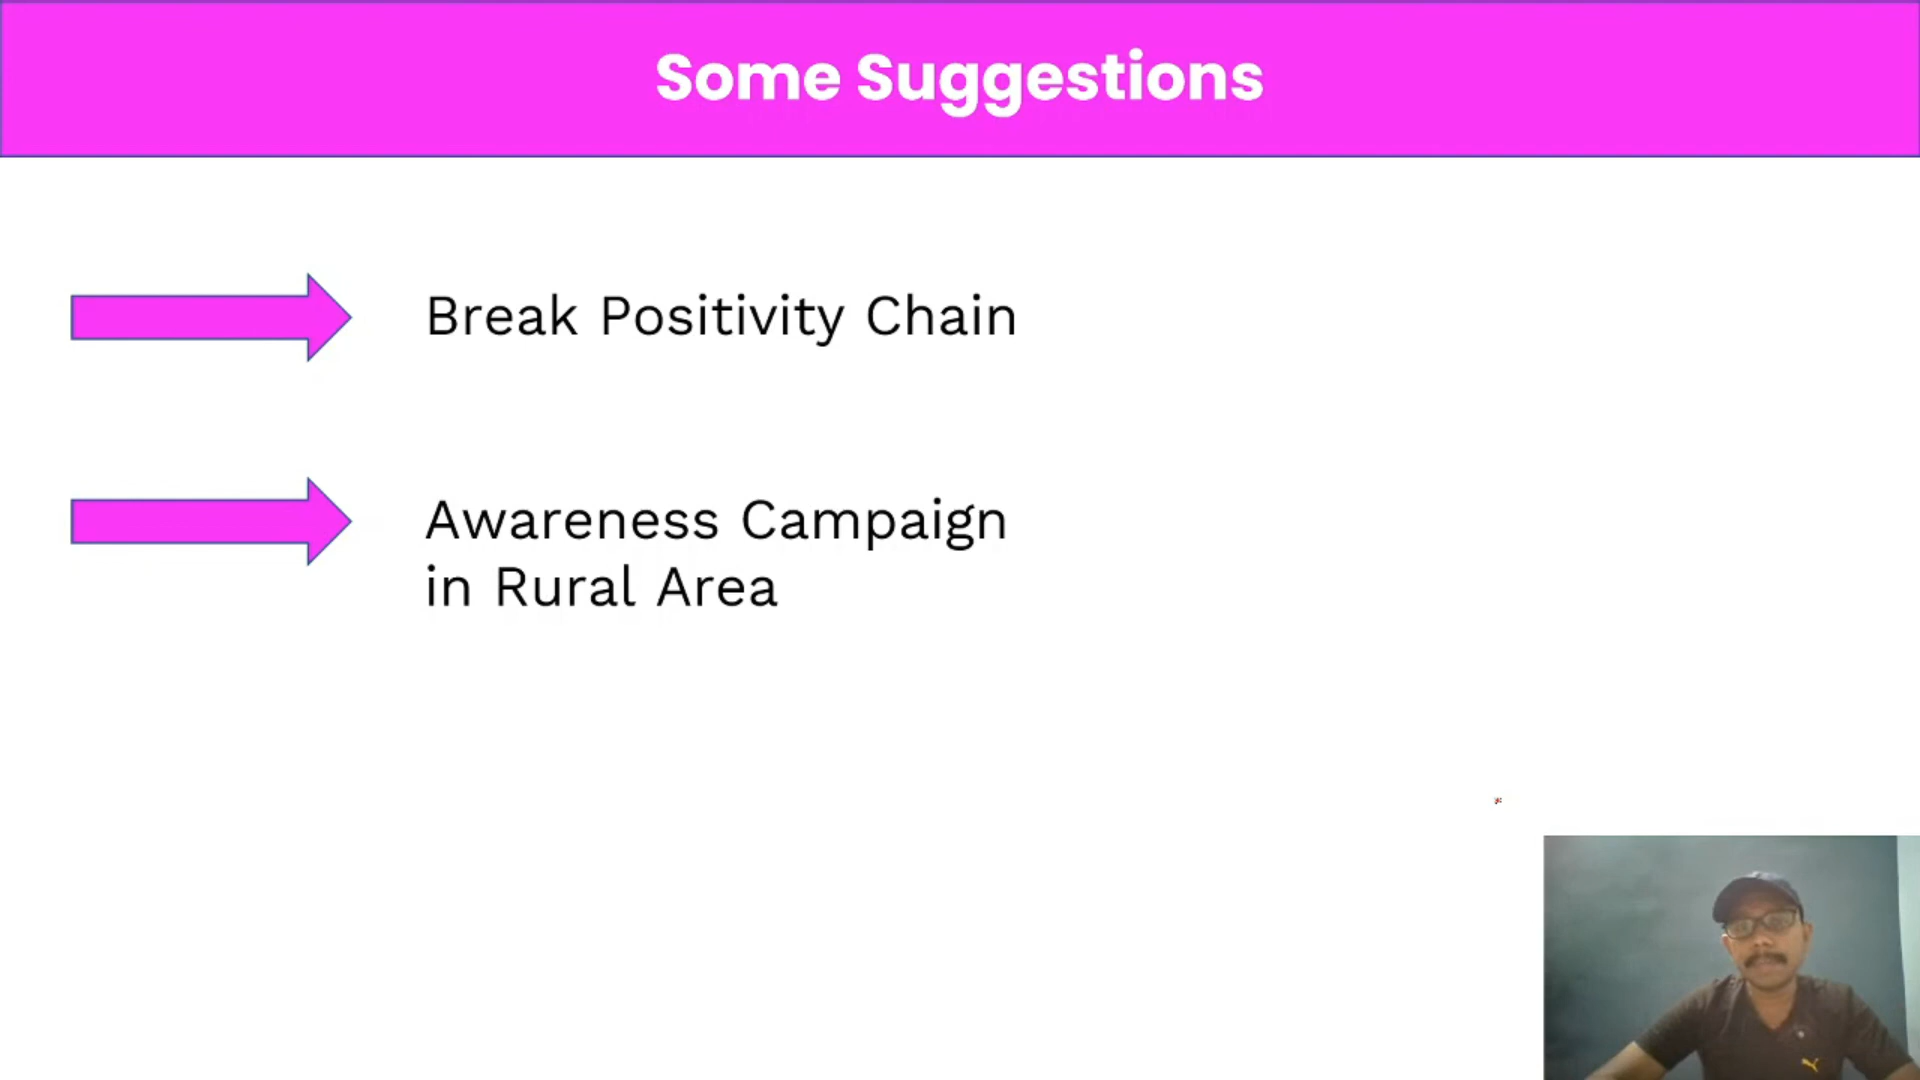 Some Suggestions
Break Positivity Chain
Awareness Campaign
in Rural Area